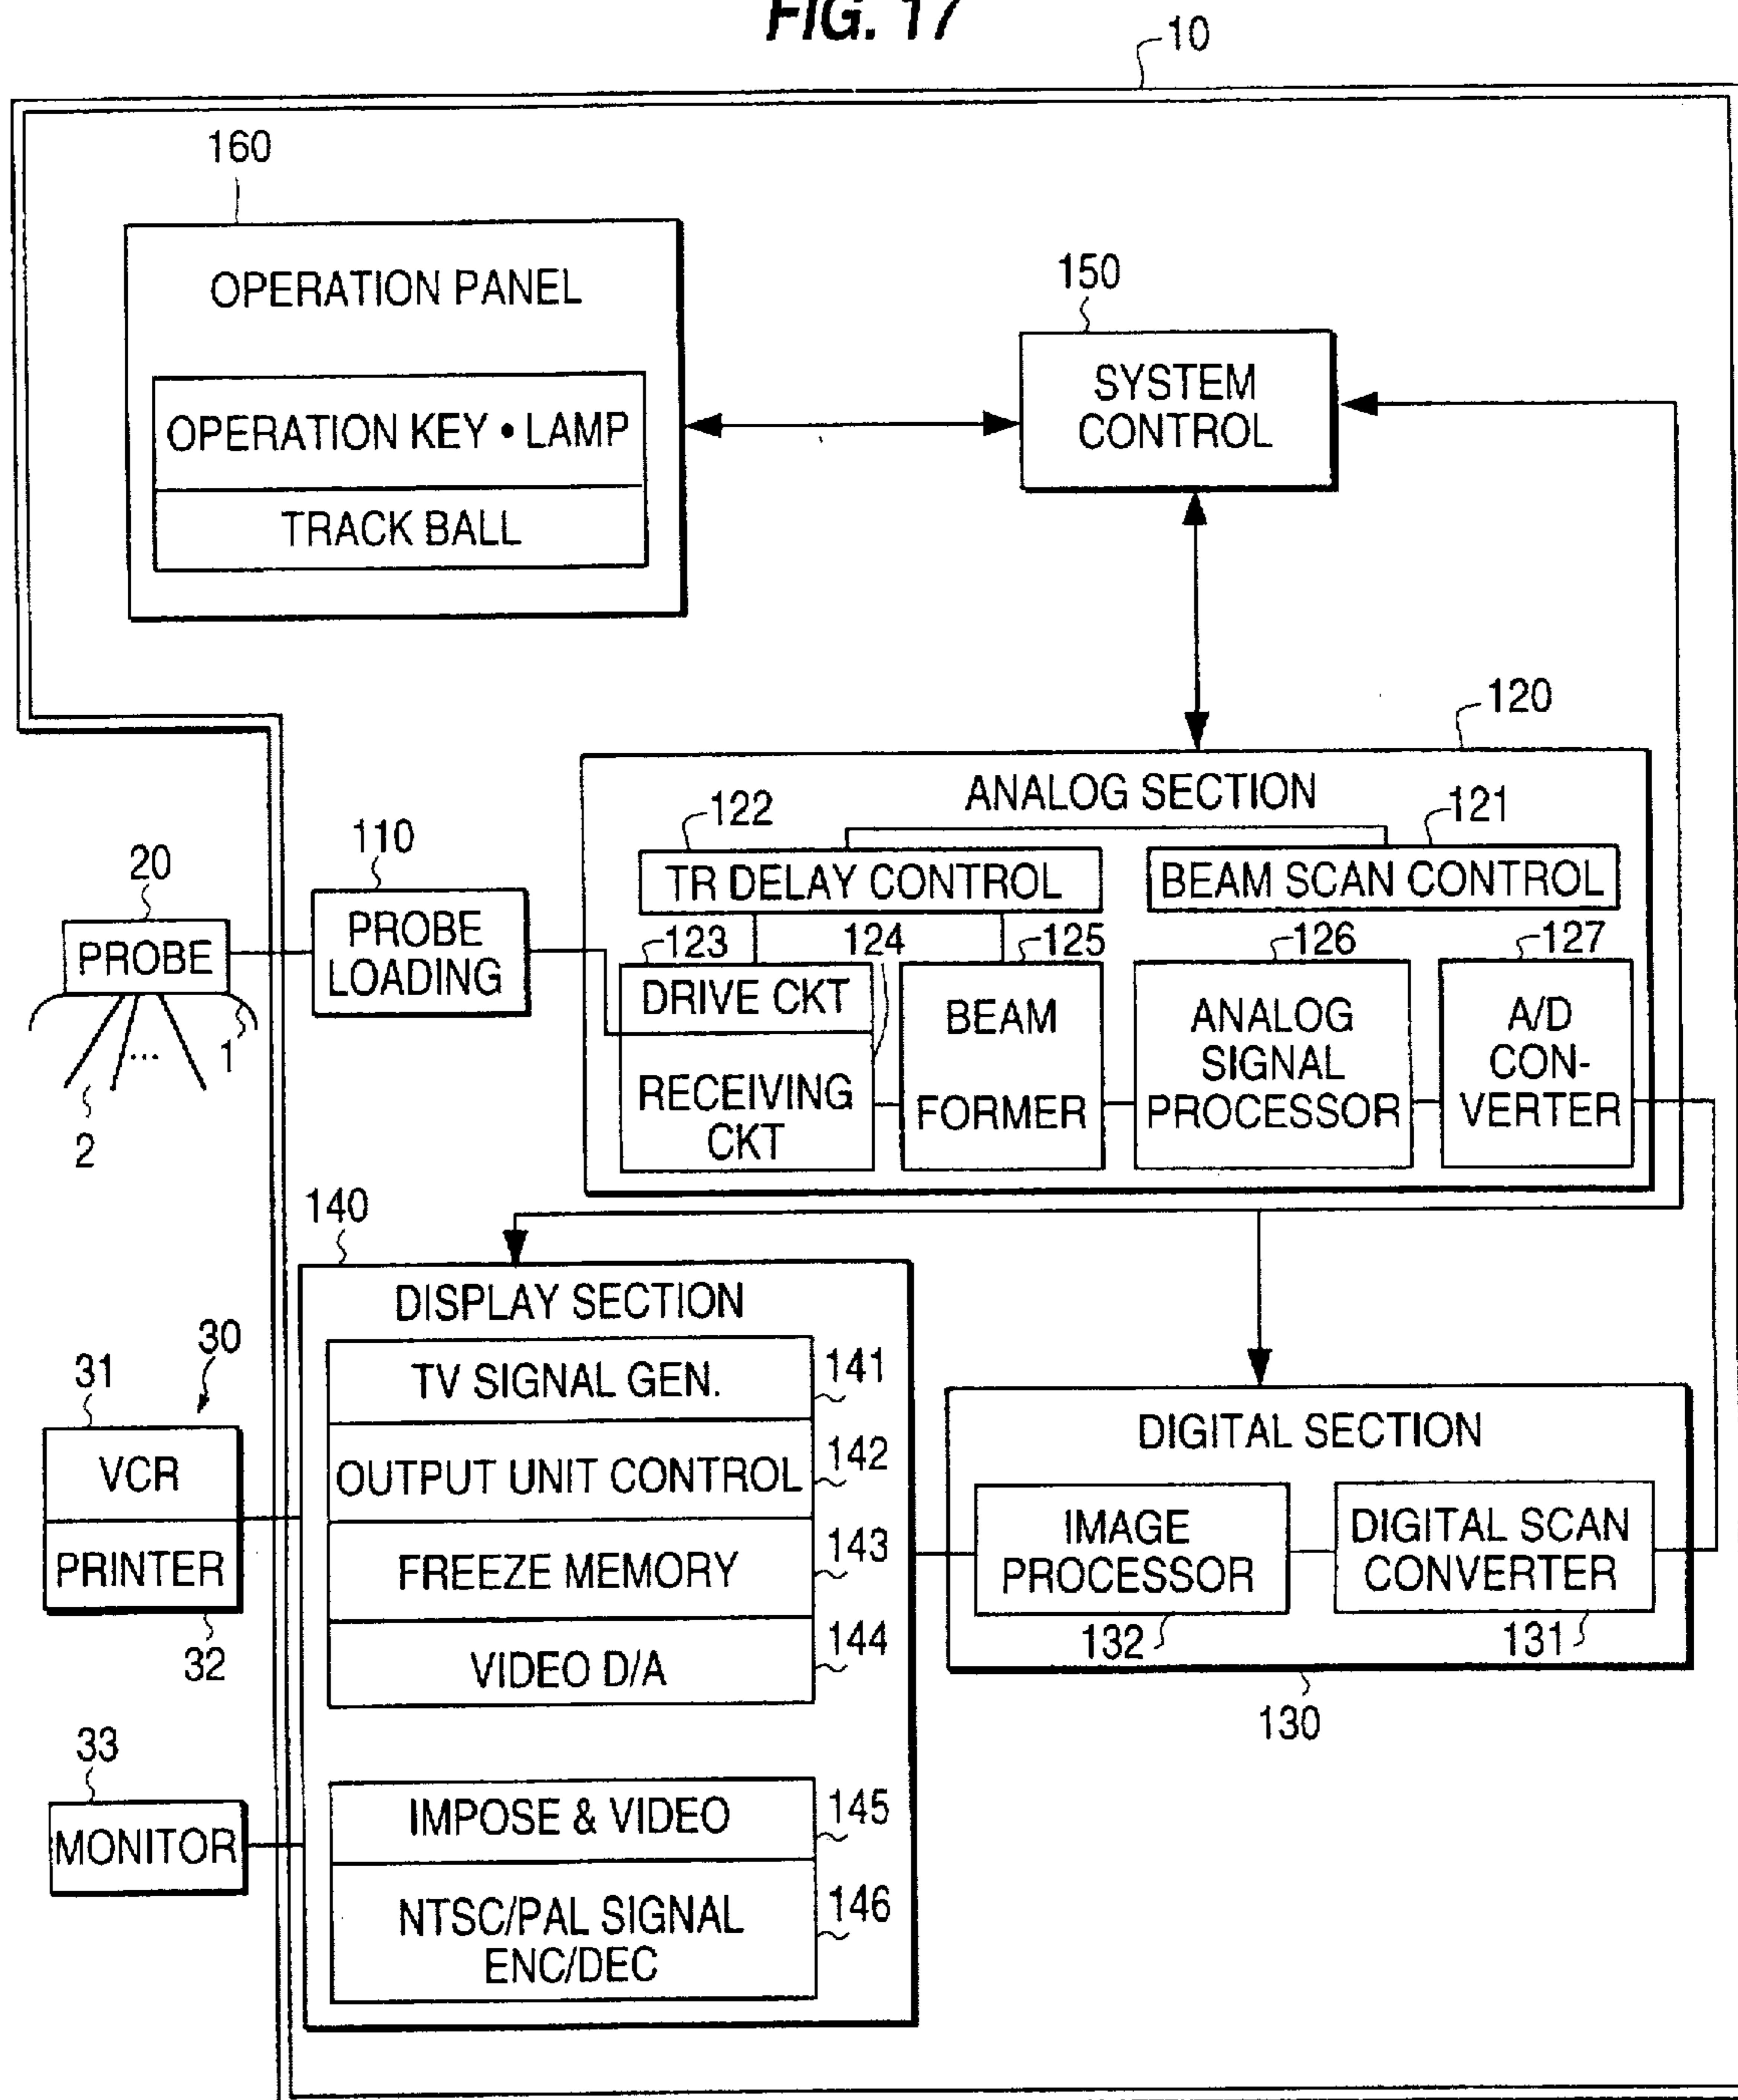 FIG. 17
10
160
OPERATION PANEL
OPERATION KEY • LAMP
TRACK BALL
150
SYSTEM
CONTROL
120
ANALOG SECTION
122
121
TR DELAY CONTROL
BEAM SCAN CONTROL
20
PROBE
1
2
...
110
PROBE
LOADING
123
DRIVE CKT
124
RECEIVING
CKT
125
BEAM
FORMER
126
ANALOG
SIGNAL
PROCESSOR
127
A/D
CON-
VERTER
140
DISPLAY SECTION
TV SIGNAL GEN.
141
OUTPUT UNIT CONTROL
142
FREEZE MEMORY
143
VIDEO D/A
144
IMPOSE & VIDEO
145
NTSC/PAL SIGNAL
ENC/DEC
146
30
31
VCR
PRINTER
32
33
MONITOR
DIGITAL SECTION
IMAGE
PROCESSOR
132
DIGITAL SCAN
CONVERTER
131
130